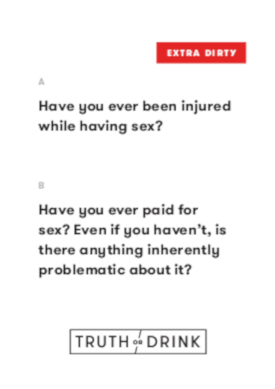 EXTRA DIRTY
A
Have you ever been injured
while having sex?
B
Have you ever paid for
sex? Even if you haven't, is
there anything inherently
problematic about it?
TRUTH OR DRINK